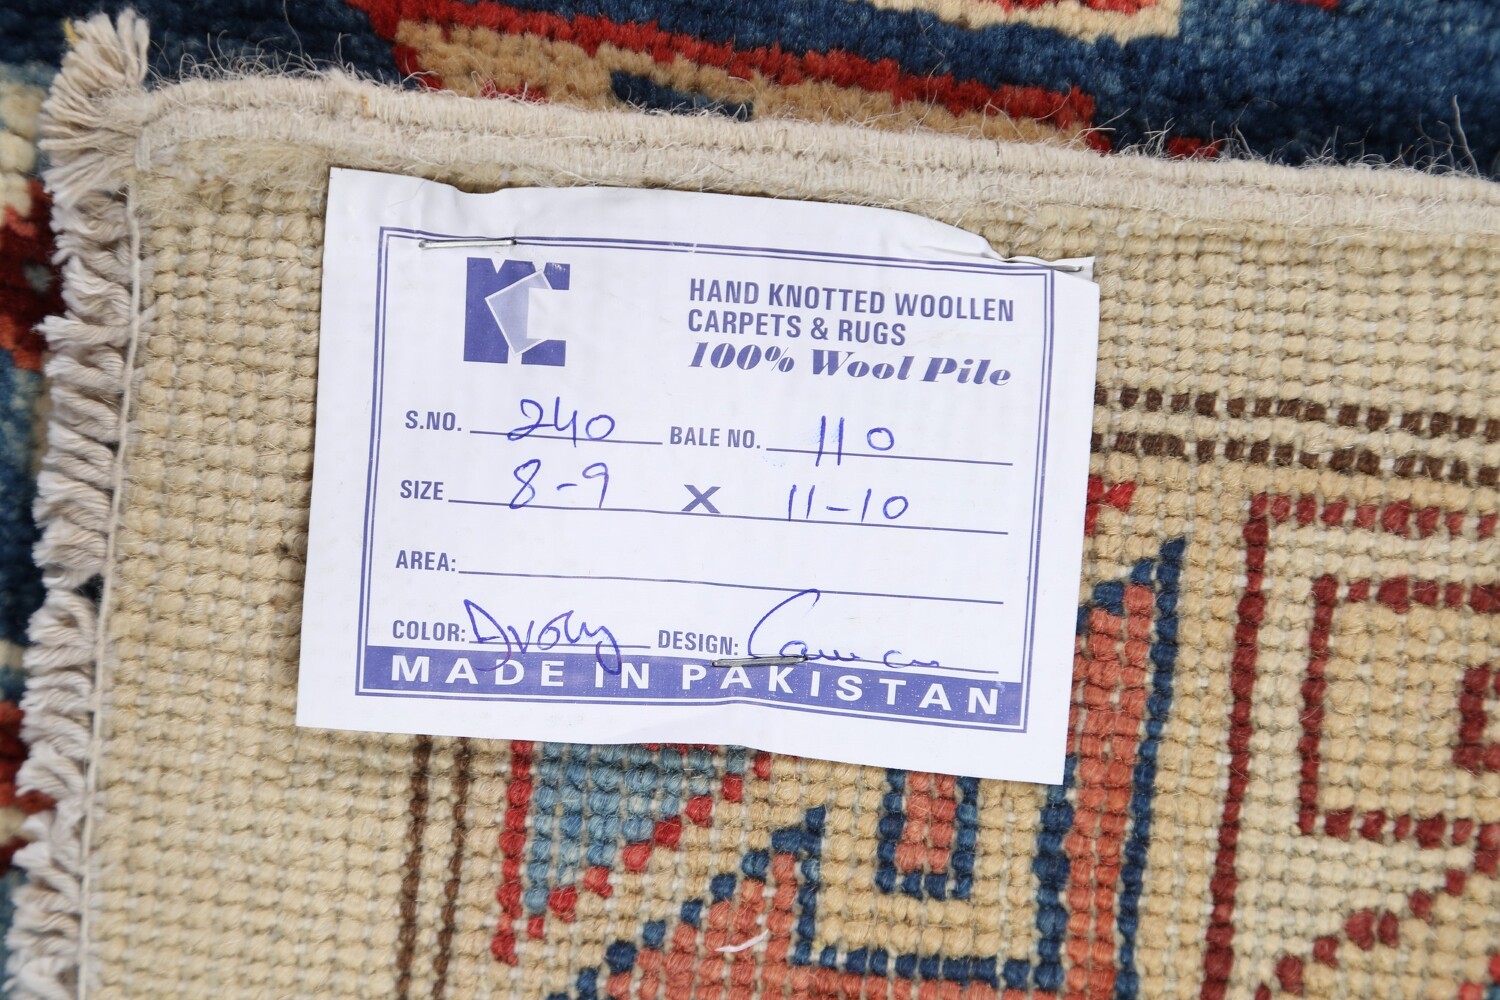 HAND KNOTTED WOOLLEN
CARPETS & RUGS
100% Wool Pile
S.NO. 240 BALE NO. 110
SIZE 8-9 X 11-10
AREA:
COLOR: Ivory DESIGN:
MADE IN PAKISTAN